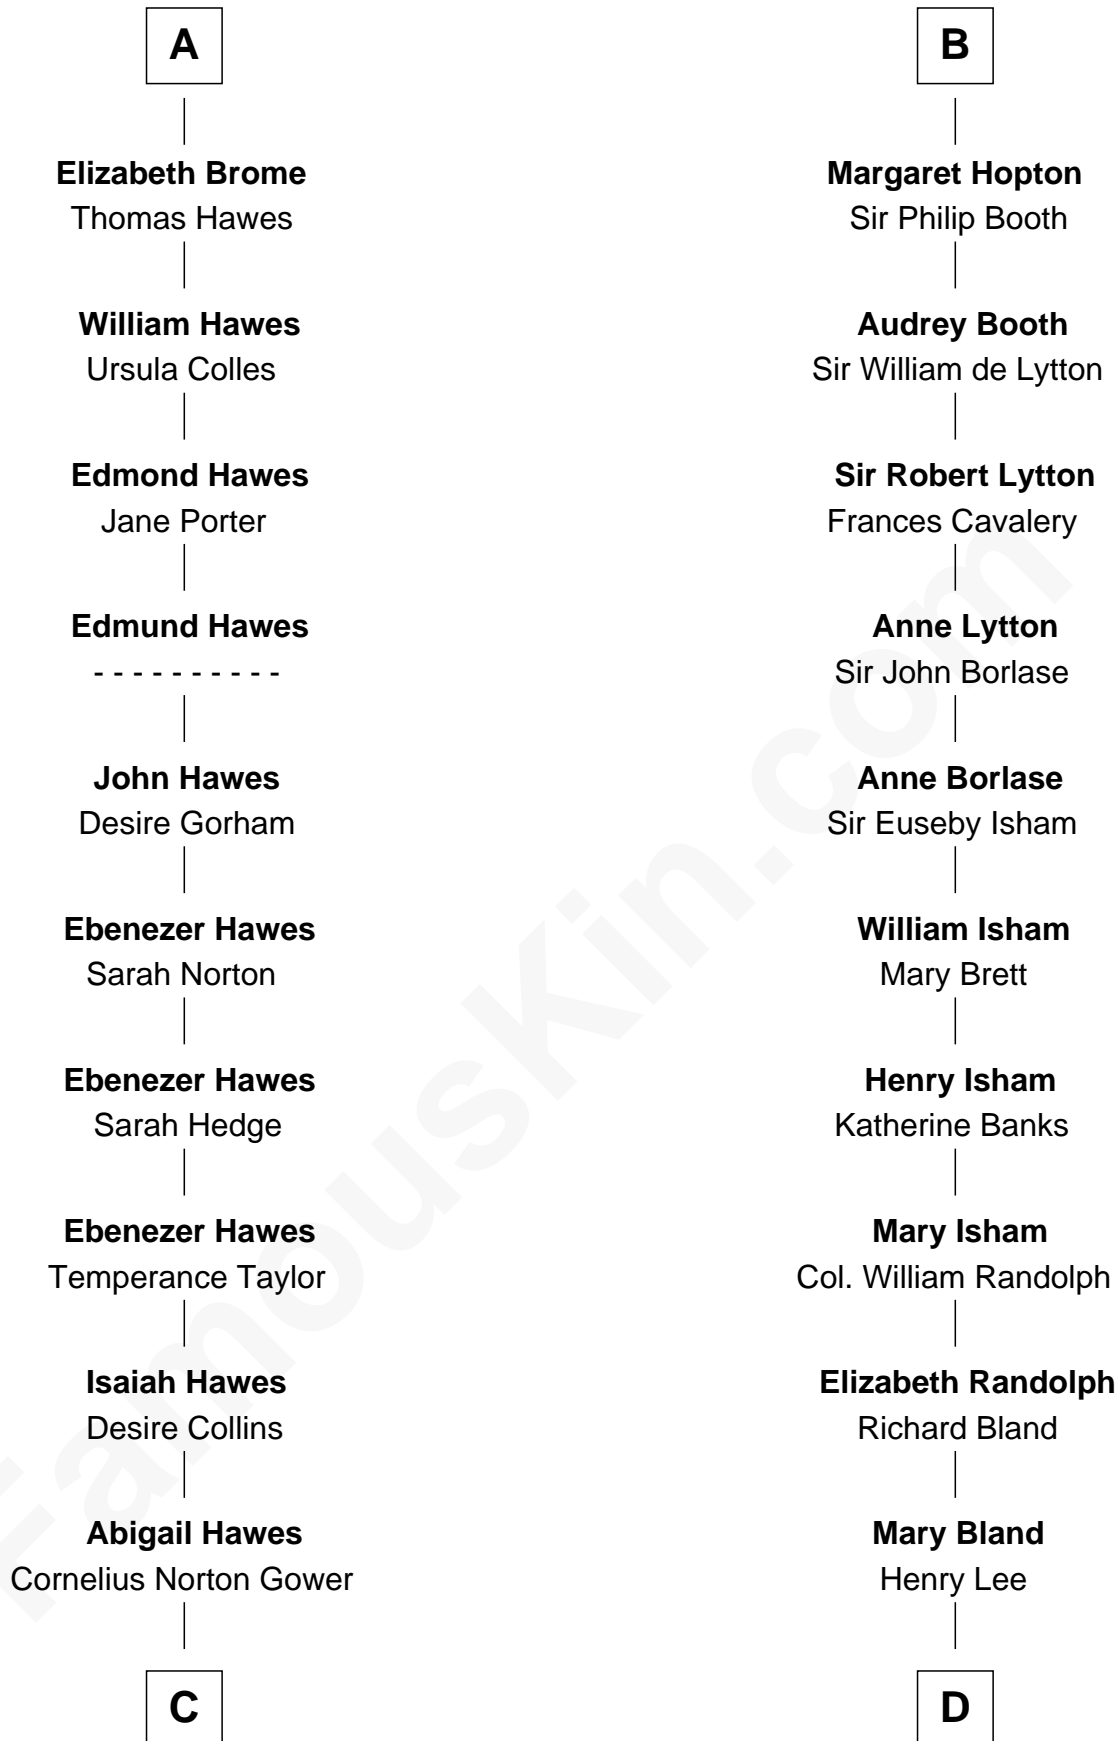 A
Elizabeth Brome
Thomas Hawes
William Hawes
Ursula Colles
Edmond Hawes
Jane Porter
Edmund Hawes
- - - - - - - - - -
John Hawes
Desire Gorham
Ebenezer Hawes
Sarah Norton
Ebenezer Hawes
Sarah Hedge
Ebenezer Hawes
Temperance Taylor
Isaiah Hawes
Desire Collins
Abigail Hawes
Cornelius Norton Gower
C
B
Margaret Hopton
Sir Philip Booth
Audrey Booth
Sir William de Lytton
Sir Robert Lytton
Frances Cavalery
Anne Lytton
Sir John Borlase
Anne Borlase
Sir Euseby Isham
William Isham
Mary Brett
Henry Isham
Katherine Banks
Mary Isham
Col. William Randolph
Elizabeth Randolph
Richard Bland
Mary Bland
Henry Lee
D
FamousKin.com